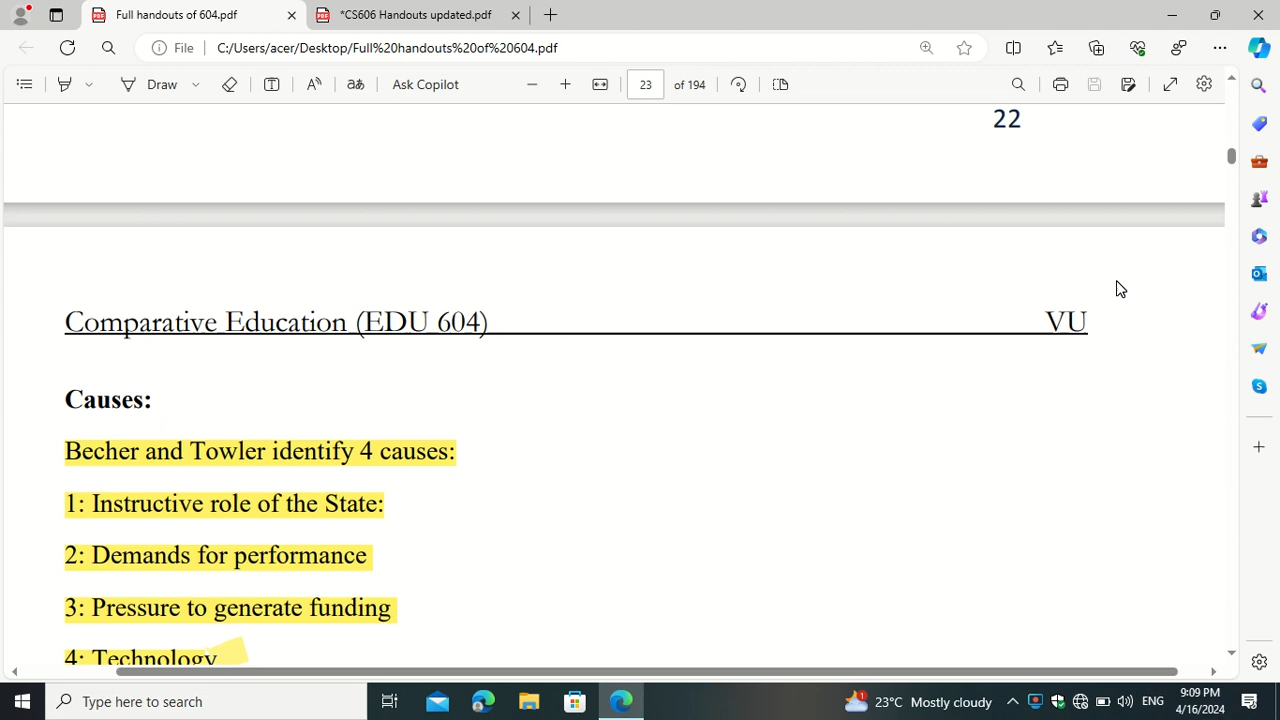 Full handouts of 604.pdf
*CS606 Handouts updated.pdf
File
C:/Users/acer/Desktop/Full%20handouts%20of%20604.pdf
Draw
Ask Copilot
23
of 194
22
Comparative Education (EDU 604) VU
Causes:
Becher and Towler identify 4 causes:
1: Instructive role of the State:
2: Demands for performance
3: Pressure to generate funding
4: Technology
Type here to search
23°C Mostly cloudy
ENG
9:09 PM
4/16/2024